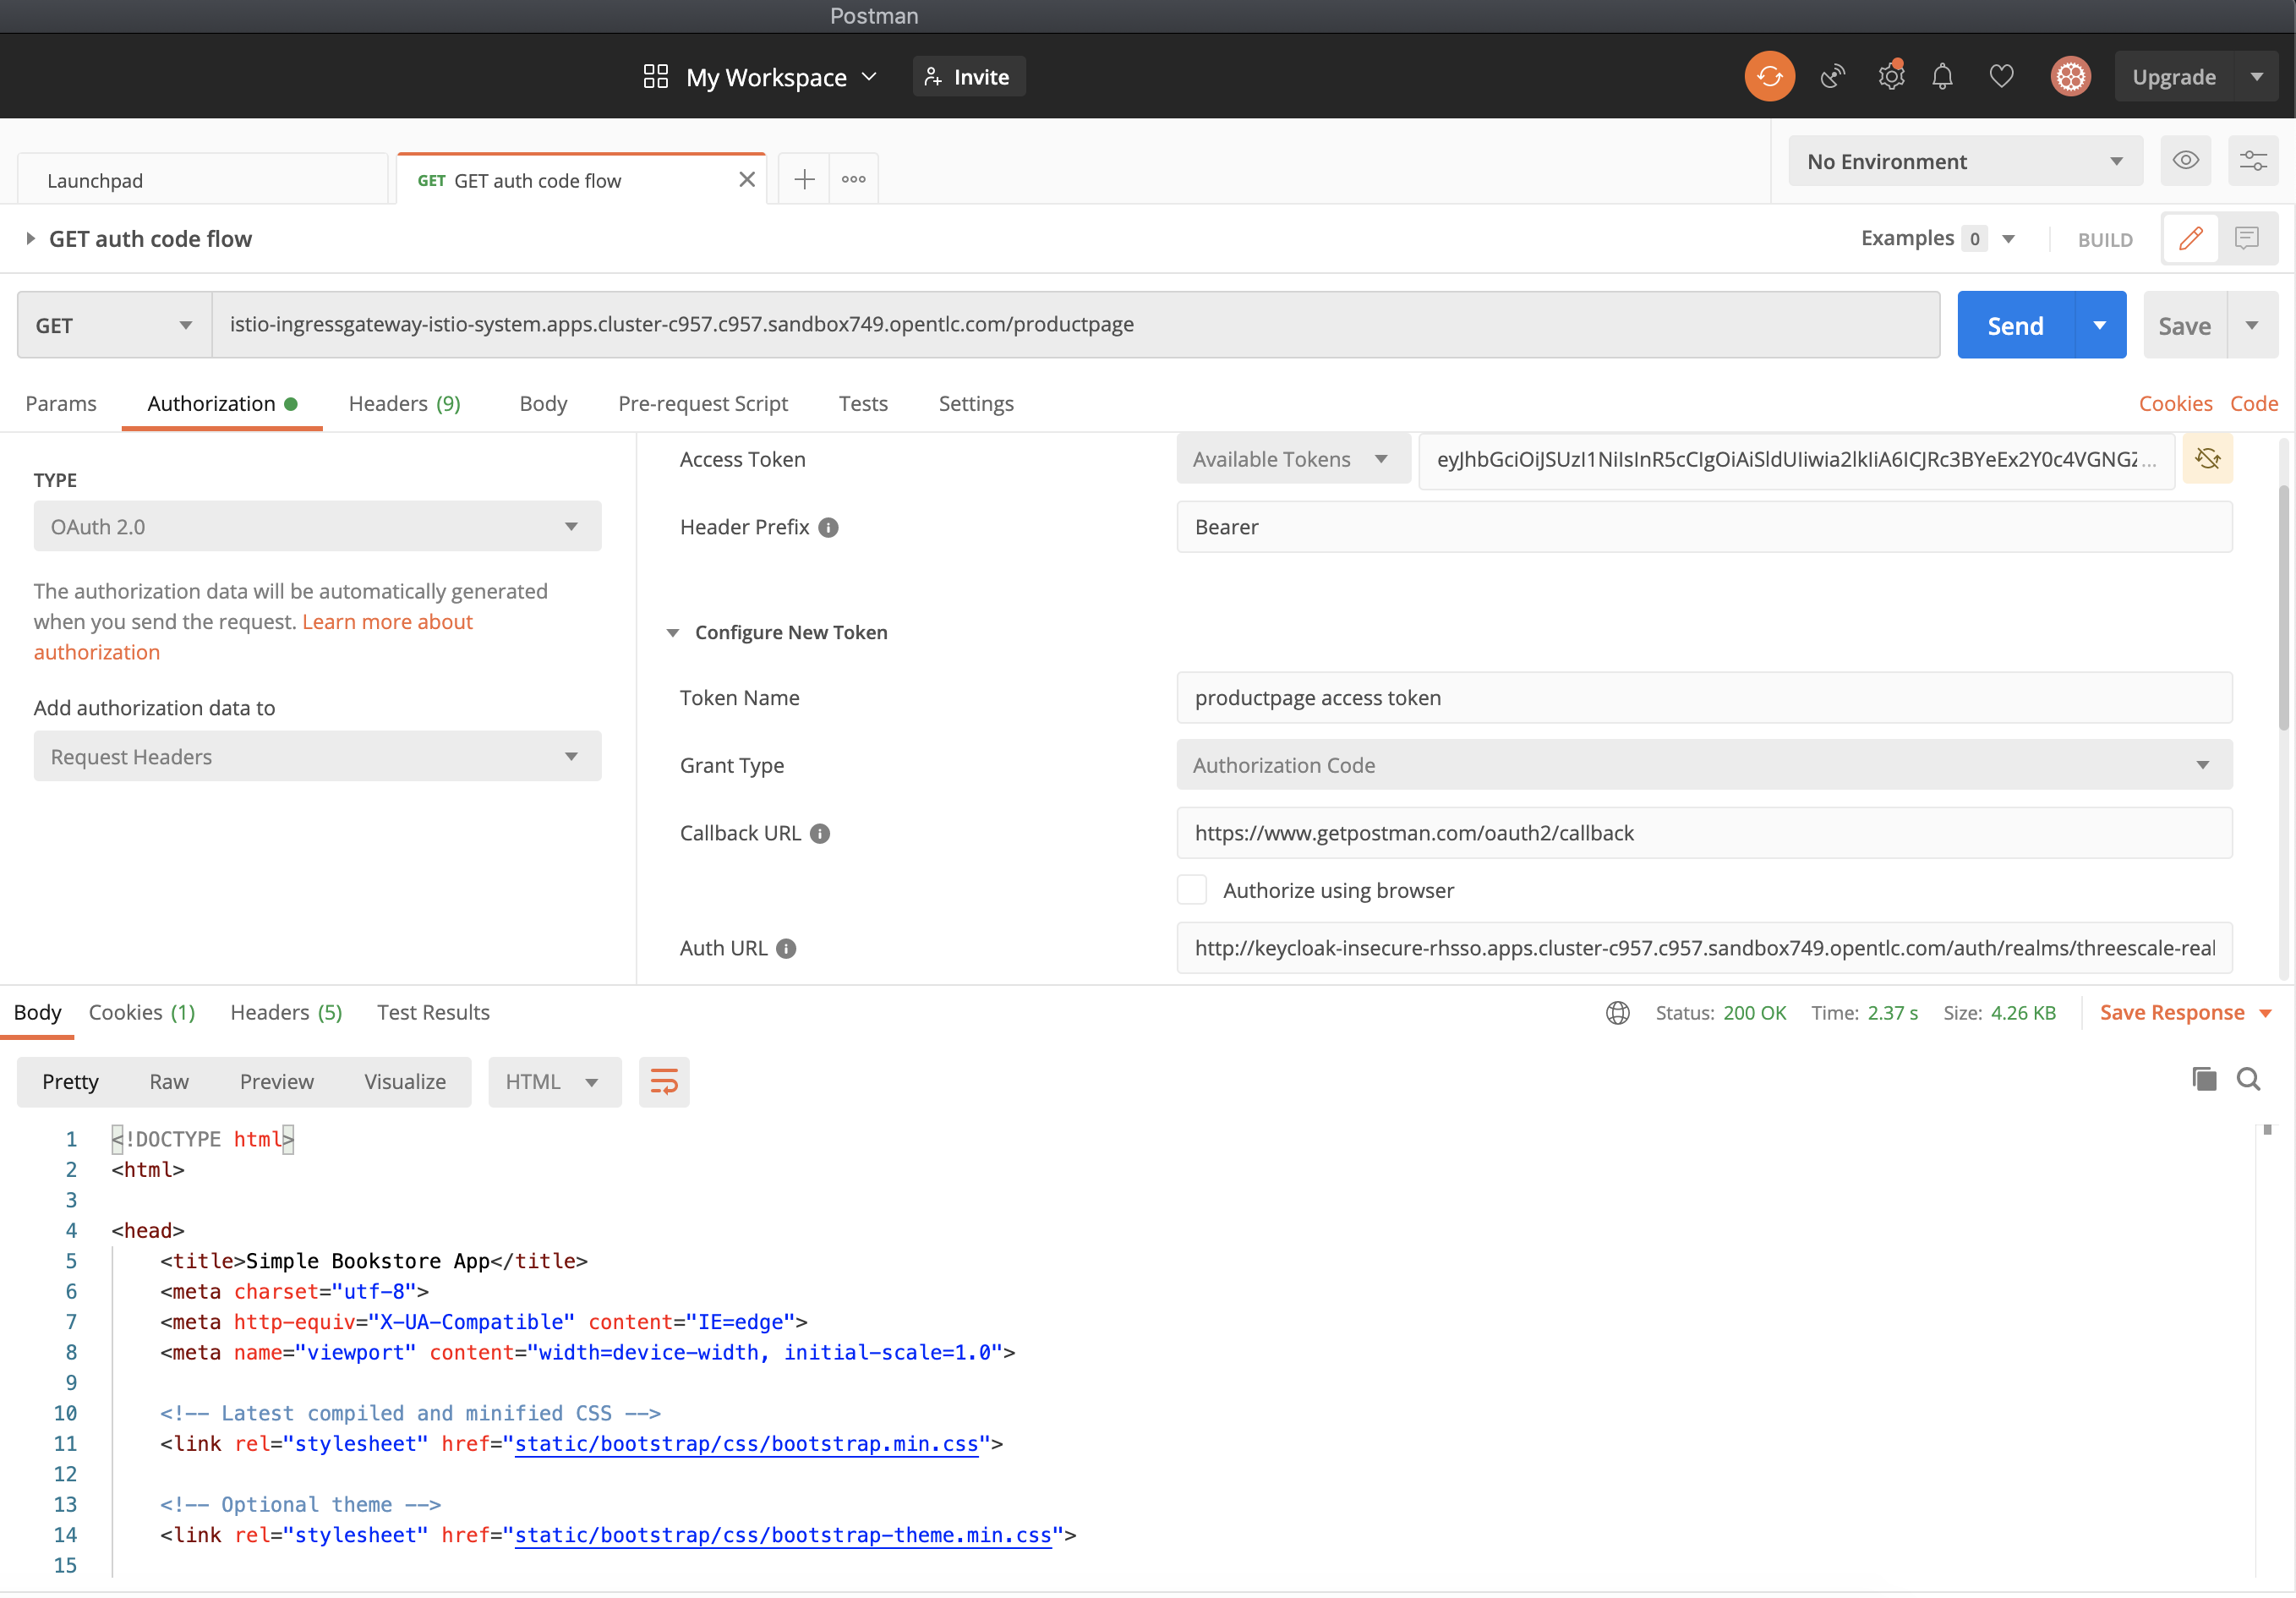 Postman
My Workspace Invite Upgrade
Launchpad GET GET auth code flow No Environment
GET auth code flow Examples 0 BUILD
GET istio-ingressgateway-istio-system.apps.cluster-c957.c957.sandbox749.opentlc.com/productpage Send Save
Params Authorization Headers (9) Body Pre-request Script Tests Settings Cookies Code
Access Token Available Tokens
TYPE
OAuth 2.0
Header Prefix Bearer
The authorization data will be automatically generated
when you send the request. Learn more about
authorization
Configure New Token
Add authorization data to
Request Headers
Token Name productpage access token
Grant Type Authorization Code
Callback URL https://www.getpostman.com/oauth2/callback
Authorize using browser
Auth URL http://keycloak-insecure-rhsso.apps.cluster-c957.c957.sandbox749.opentlc.com/auth/realms/threescale-real
Body Cookies (1) Headers (5) Test Results Status: 200 OK Time: 2.37 s Size: 4.26 KB Save Response
Pretty Raw Preview Visualize HTML
1 <!DOCTYPE html>
2 <html>
3
4 <head>
5 <title>Simple Bookstore App</title>
6 <meta charset="utf-8">
7 <meta http-equiv="X-UA-Compatible" content="IE=edge">
8 <meta name="viewport" content="width=device-width, initial-scale=1.0">
9
10 <!-- Latest compiled and minified CSS -->
11 <link rel="stylesheet" href="static/bootstrap/css/bootstrap.min.css">
12
13 <!-- Optional theme -->
14 <link rel="stylesheet" href="static/bootstrap/css/bootstrap-theme.min.css">
15